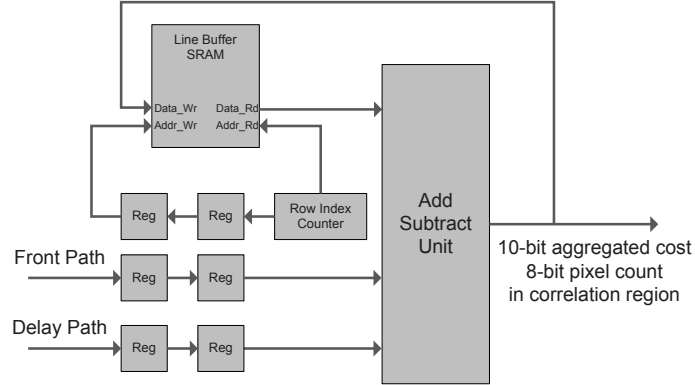 Line Buffer
SRAM
Data_Wr Data_Rd
Addr_Wr Addr_Rd
Reg Reg Row Index
Counter
Add
Subtract
Unit
Front Path
Reg Reg
10-bit aggregated cost
8-bit pixel count
in correlation region
Delay Path
Reg Reg